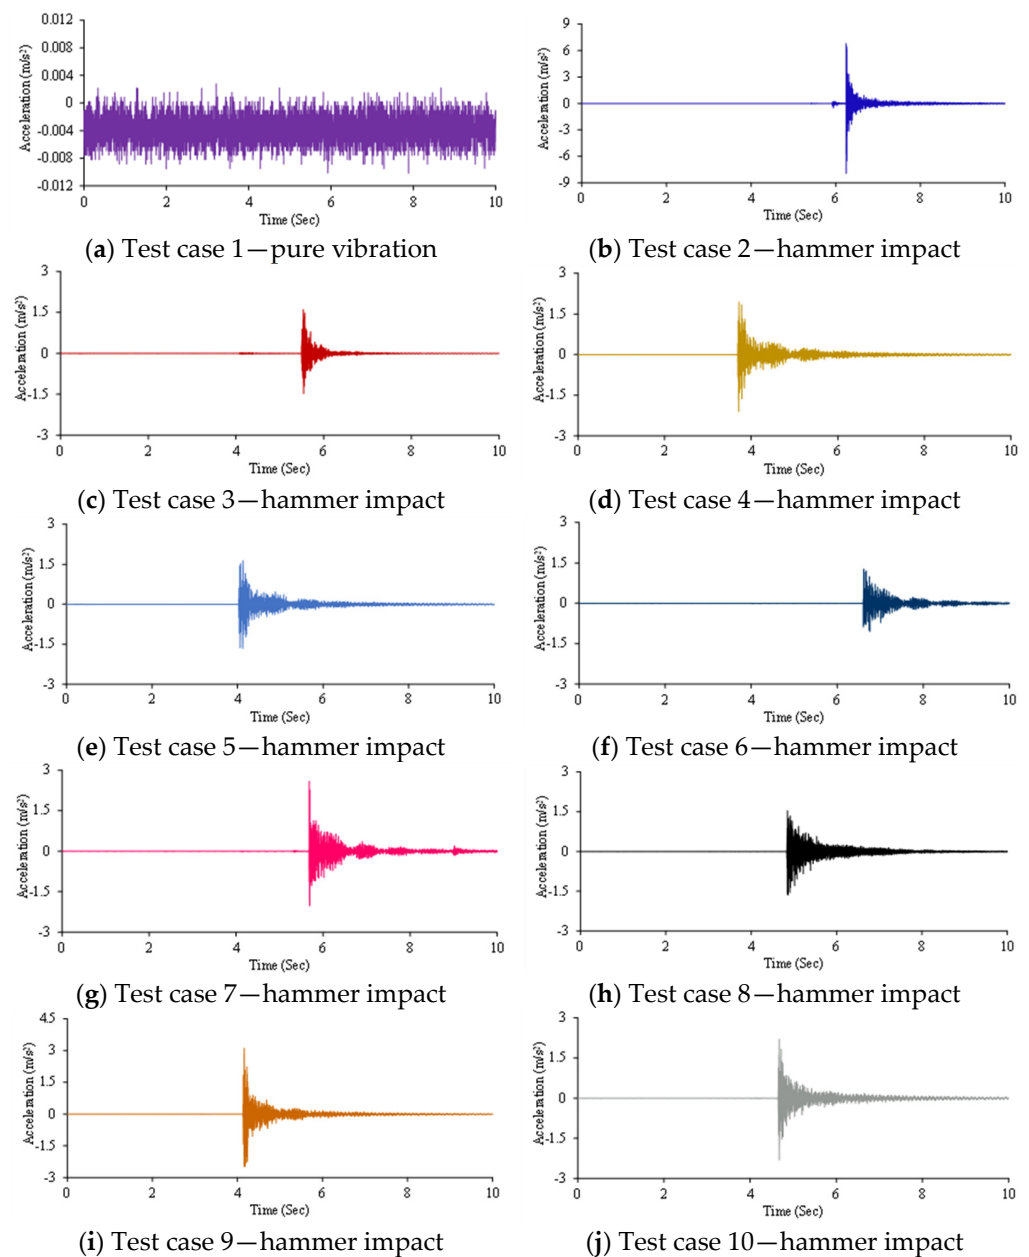 0.012
0.008
0.004
0
-0.004
-0.008
-0.012
Acceleration (m/s²)
0 2 4 6 8 10
Time (Sec)
(a) Test case 1—pure vibration
9
6
3
0
-3
-6
-9
Acceleration (m/s²)
0 2 4 6 8 10
Time (Sec)
(b) Test case 2—hammer impact
3
1.5
0
-1.5
-3
Acceleration (m/s²)
0 2 4 6 8 10
Time (Sec)
(c) Test case 3—hammer impact
3
1.5
0
-1.5
-3
Acceleration (m/s²)
0 2 4 6 8 10
Time (Sec)
(d) Test case 4—hammer impact
3
1.5
0
-1.5
-3
Acceleration (m/s²)
0 2 4 6 8 10
Time (Sec)
(e) Test case 5—hammer impact
3
1.5
0
-1.5
-3
Acceleration (m/s²)
0 2 4 6 8 10
Time (Sec)
(f) Test case 6—hammer impact
3
1.5
0
-1.5
-3
Acceleration (m/s²)
0 2 4 6 8 10
Time (Sec)
(g) Test case 7—hammer impact
3
1.5
0
-1.5
-3
Acceleration (m/s²)
0 2 4 6 8 10
Time (Sec)
(h) Test case 8—hammer impact
4.5
3
1.5
0
-1.5
-3
Acceleration (m/s²)
0 2 4 6 8 10
Time (Sec)
(i) Test case 9—hammer impact
3
1.5
0
-1.5
-3
Acceleration (m/s²)
0 2 4 6 8 10
Time (Sec)
(j) Test case 10—hammer impact